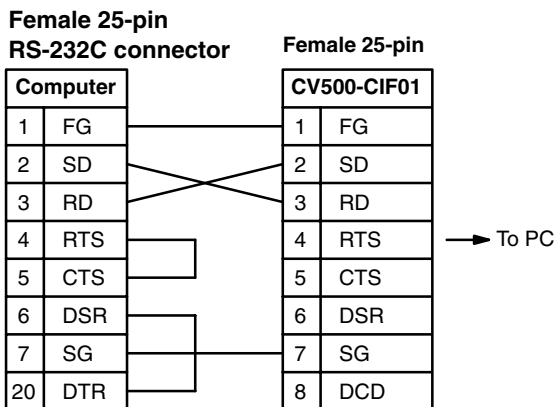 Female 25-pin
RS-232C connector
Female 25-pin
Computer
1 FG
2 SD
3 RD
4 RTS
5 CTS
6 DSR
7 SG
20 DTR
CV500-CIF01
1 FG
2 SD
3 RD
4 RTS
5 CTS
6 DSR
7 SG
8 DCD
To PC